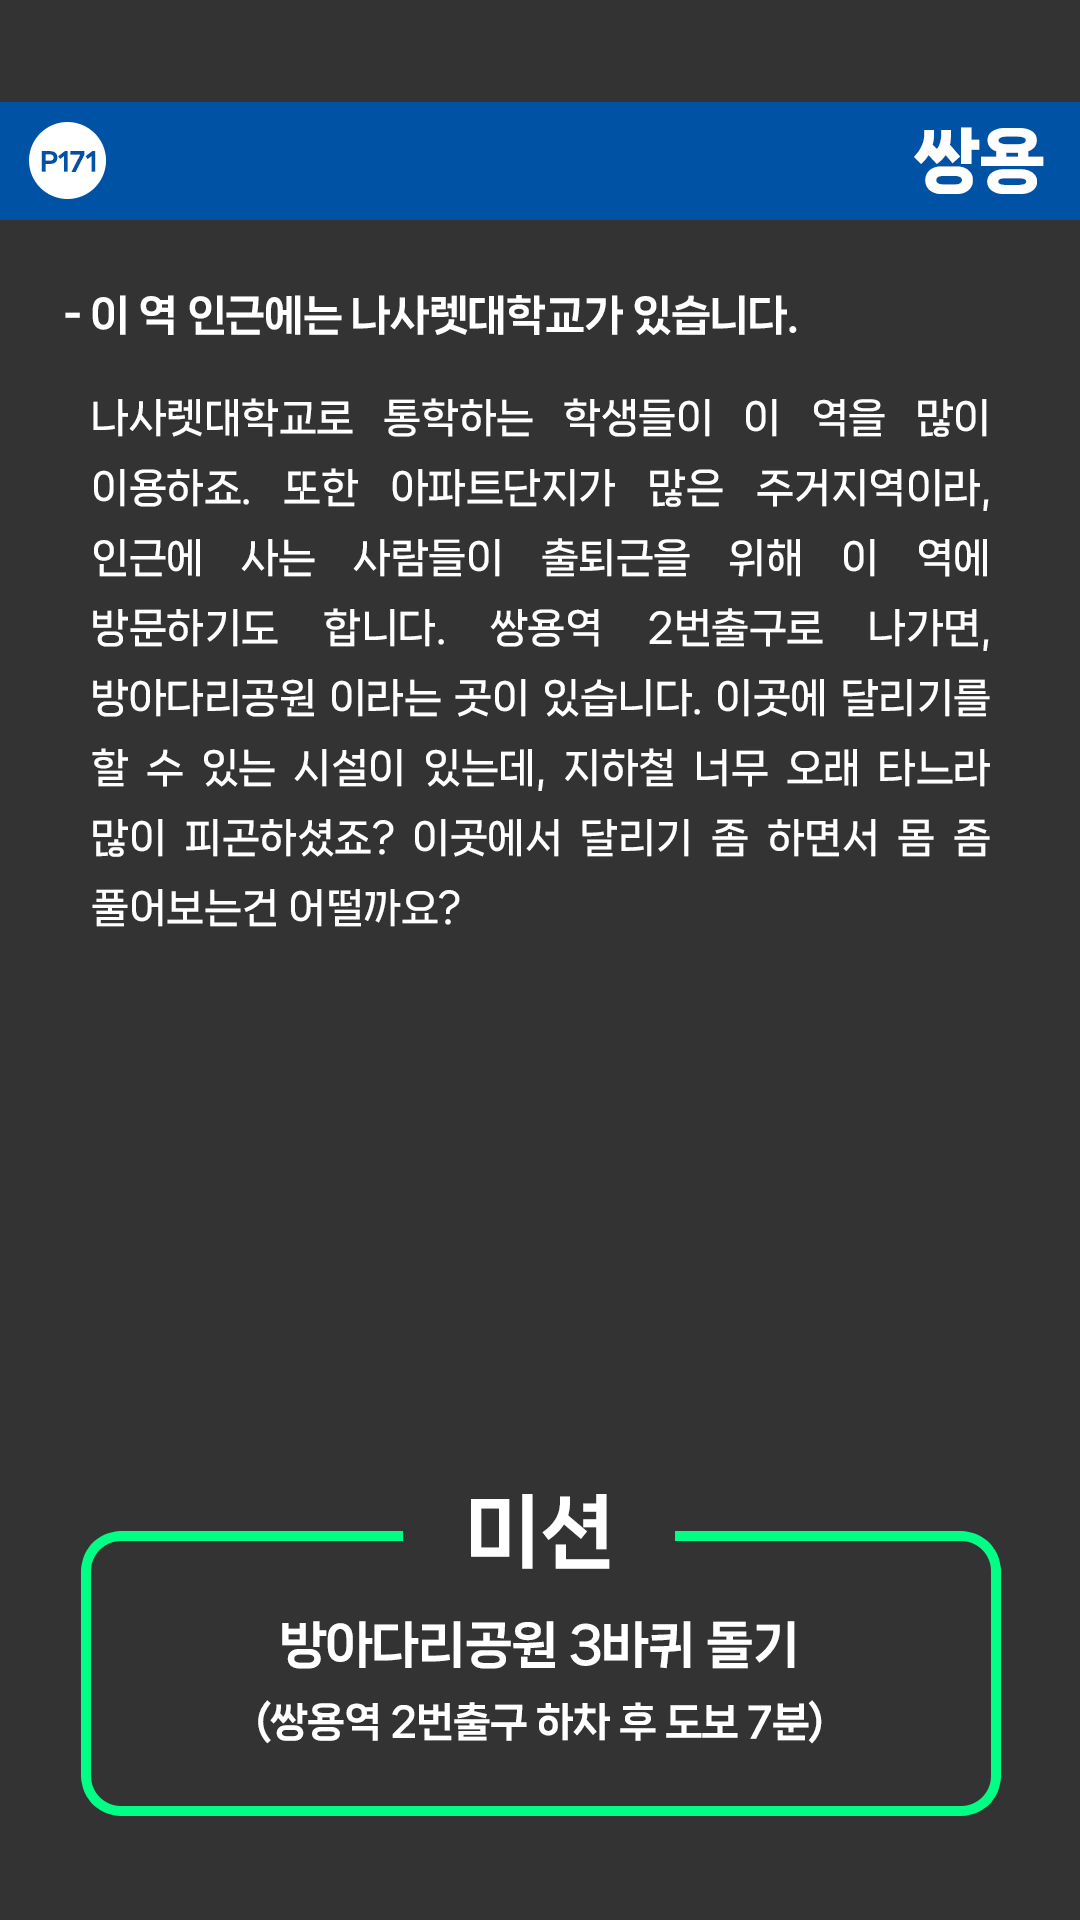 P171
쌍용
- 이 역 인근에는 나사렛대학교가 있습니다.
나사렛대학교로 통학하는 학생들이 이 역을 많이
이용하죠. 또한 아파트단지가 많은 주거지역이라,
인근에 사는 사람들이 출퇴근을 위해 이 역에
방문하기도 합니다. 쌍용역 2번출구로 나가면,
방아다리공원 이라는 곳이 있습니다. 이곳에 달리기를
할 수 있는 시설이 있는데, 지하철 너무 오래 타느라
많이 피곤하셨죠? 이곳에서 달리기 좀 하면서 몸 좀
풀어보는건 어떨까요?
미션
방아다리공원 3바퀴 돌기
(쌍용역 2번출구 하차 후 도보 7분)